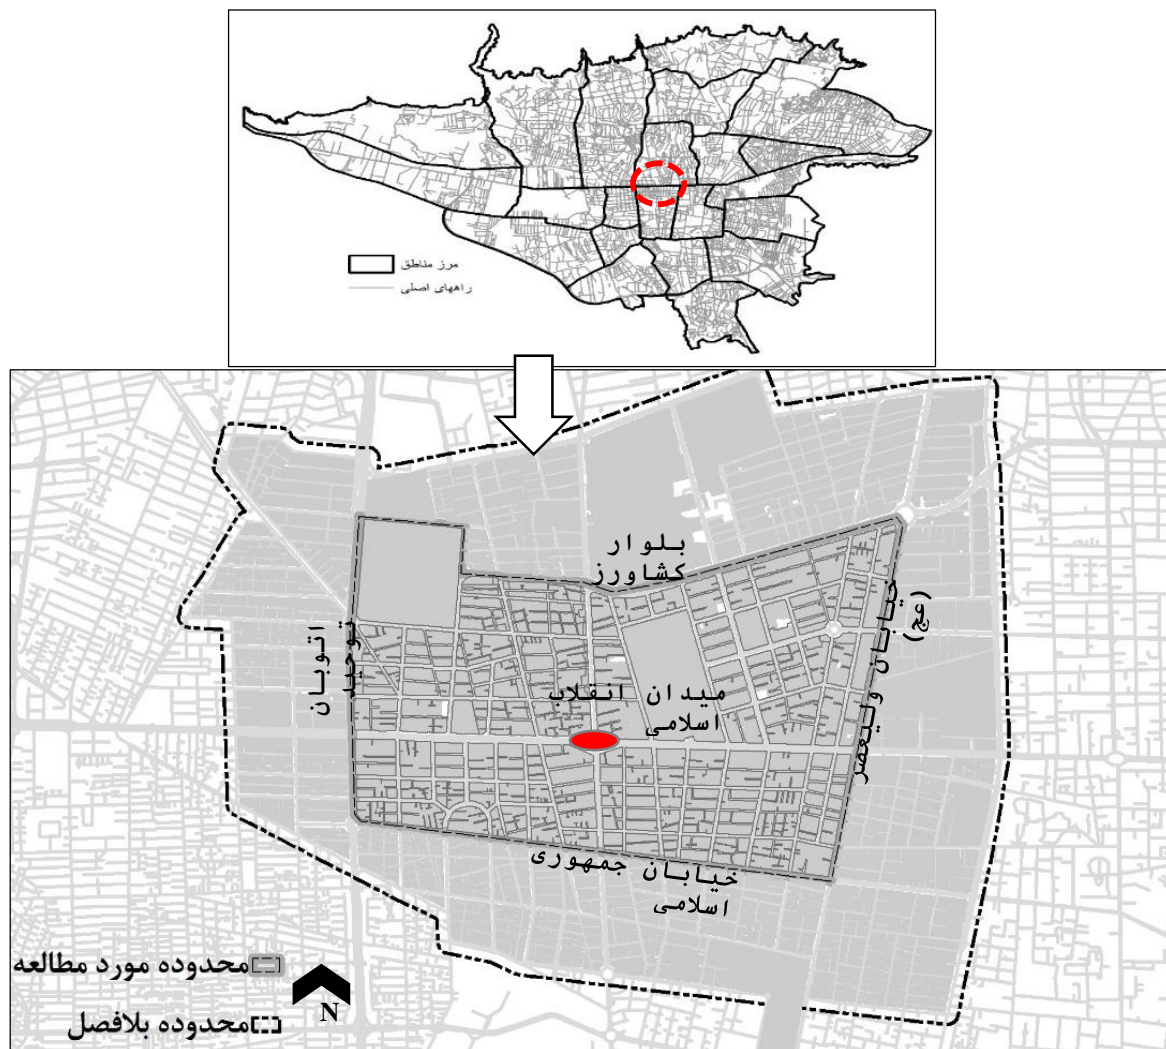 مرز مناطق
راههای اصلی
بلوار
کشاورز
خیابان ولیعصر
(عج)
اتوبان
توحید
میدان انقلاب
اسلامی
خیابان جمهوری
اسلامی
محدوده مورد مطالعه
محدوده بلافصل
N